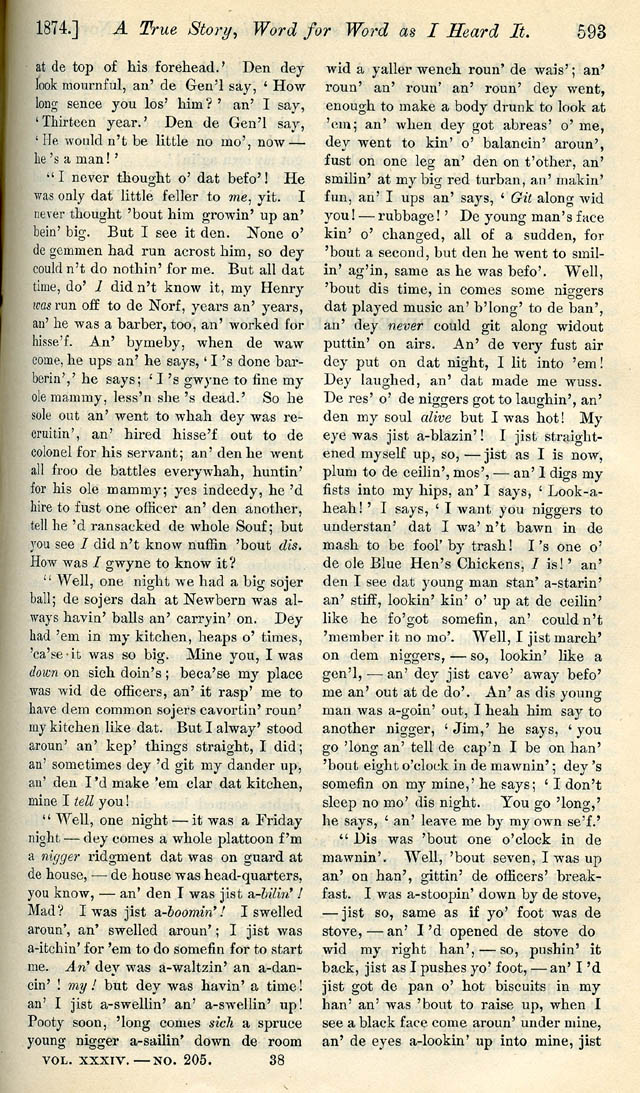 1874.] A True Story, Word for Word as I Heard It. 593
at de top of his forehead.' Den dey
look mournful, an' de Gen'l say, ' How
long sence you los' him? ' an' I say,
' Thirteen year.' Den de Gen'l say,
' He would n't be little no mo', now —
he 's a man! '
" I never thought o' dat befo'! He
was only dat little feller to me, yit. I
never thought 'bout him growin' up an'
bein' big. But I see it den. None o'
de gemmen had run acrost him, so dey
could n't do nothin' for me. But all dat
time, do' I did n't know it, my Henry
was run off to de Norf, years an' years,
an' he was a barber, too, an' worked for
hisse'f. An' bymeby, when de waw
come, he ups an' he says, ' I 's done bar-
berin',' he says; ' I 's gwyne to fine my
ole mammy, less'n she 's dead.' So he
sole out an' went to whah dey was re-
cruitin', an' hired hisse'f out to de
colonel for his servant; an' den he went
all froo de battles everywhah, huntin'
for his ole mammy; yes indeedy, he 'd
hire to fust one officer an' den another,
tell he 'd ransacked de whole Souf; but
you see I did n't know nuffin 'bout dis.
How was I gwyne to know it?
" Well, one night we had a big sojer
ball; de sojers dah at Newbern was al-
ways havin' balls an' carryin' on. Dey
had 'em in my kitchen, heaps o' times,
'ca'se it was so big. Mine you, I was
down on sich doin's; beca'se my place
was wid de officers, an' it rasp' me to
have dem common sojers cavortin' roun'
my kitchen like dat. But I alway' stood
aroun' an' kep' things straight, I did;
an' sometimes dey 'd git my dander up,
an' den I 'd make 'em clar dat kitchen,
mine I tell you!
" Well, one night — it was a Friday
night — dey comes a whole plattoon f'm
a nigger ridgment dat was on guard at
de house, — de house was head-quarters,
you know, — an' den I was jist a-bilin'!
Mad? I was jist a-boomin'! I swelled
aroun', an' swelled aroun'; I jist was
a-itchin' for 'em to do somefin for to start
me. An' dey was a-waltzin' an a-dan-
cin'! my! but dey was havin' a time!
an' I jist a-swellin' an' a-swellin' up!
Pooty soon, 'long comes sich a spruce
young nigger a-sailin' down de room
VOL. XXXIV. — NO. 205. 38
wid a yaller wench roun' de wais'; an'
roun' an' roun' an' roun' dey went,
enough to make a body drunk to look at
'em; an' when dey got abreas' o' me,
dey went to kin' o' balancin' aroun',
fust on one leg an' den on t'other, an'
smilin' at my big red turban, an' makin'
fun, an' I ups an' says, ' Git along wid
you! — rubbage! ' De young man's face
kin' o' changed, all of a sudden, for
'bout a second, but den he went to smil-
in' ag'in, same as he was befo'. Well,
'bout dis time, in comes some niggers
dat played music an' b'long' to de ban',
an' dey never could git along widout
puttin' on airs. An' de very fust air
dey put on dat night, I lit into 'em!
Dey laughed, an' dat made me wuss.
De res' o' de niggers got to laughin', an'
den my soul alive but I was hot! My
eye was jist a-blazin'! I jist straight-
ened myself up, so, — jist as I is now,
plum to de ceilin', mos', — an' I digs my
fists into my hips, an' I says, ' Look-a-
heah! ' I says, ' I want you niggers to
understan' dat I wa' n't bawn in de
mash to be fool' by trash! I 's one o'
de ole Blue Hen's Chickens, I is! ' an'
den I see dat young man stan' a-starin'
an' stiff, lookin' kin' o' up at de ceilin'
like he fo'got somefin, an' could n't
'member it no mo'. Well, I jist march'
on dem niggers, — so, lookin' like a
gen'l, — an' dey jist cave' away befo'
me an' out at de do'. An' as dis young
man was a-goin' out, I heah him say to
another nigger, ' Jim,' he says, ' you
go 'long an' tell de cap'n I be on han'
'bout eight o'clock in de mawnin'; dey 's
somefin on my mine,' he says; ' I don't
sleep no mo' dis night. You go 'long,'
he says, ' an' leave me by my own se'f.'
" Dis was 'bout one o'clock in de
mawnin'. Well, 'bout seven, I was up
an' on han', gittin' de officers' break-
fast. I was a-stoopin' down by de stove,
— jist so, same as if yo' foot was de
stove, — an' I 'd opened de stove do
wid my right han', — so, pushin' it
back, jist as I pushes yo' foot, — an' I 'd
jist got de pan o' hot biscuits in my
han' an' was 'bout to raise up, when I
see a black face come aroun' under mine,
an' de eyes a-lookin' up into mine, jist